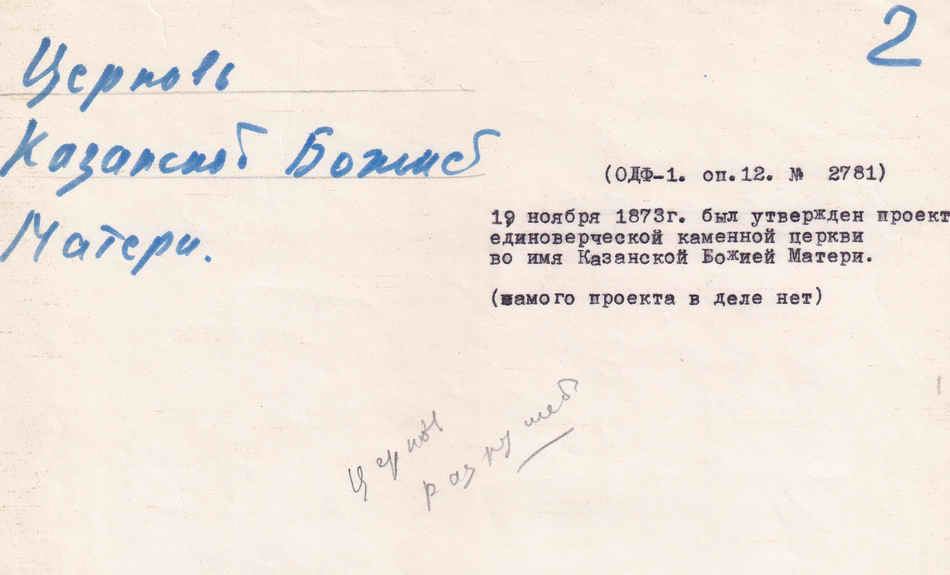 2
Церковь
Казанской Божией
Матери.
(ОДФ-1. оп.12. № 2781)
19 ноября 1873г. был утвержден проект
единоверческой каменной церкви
во имя Казанской Божией Матери.
(самого проекта в деле нет)
церковь